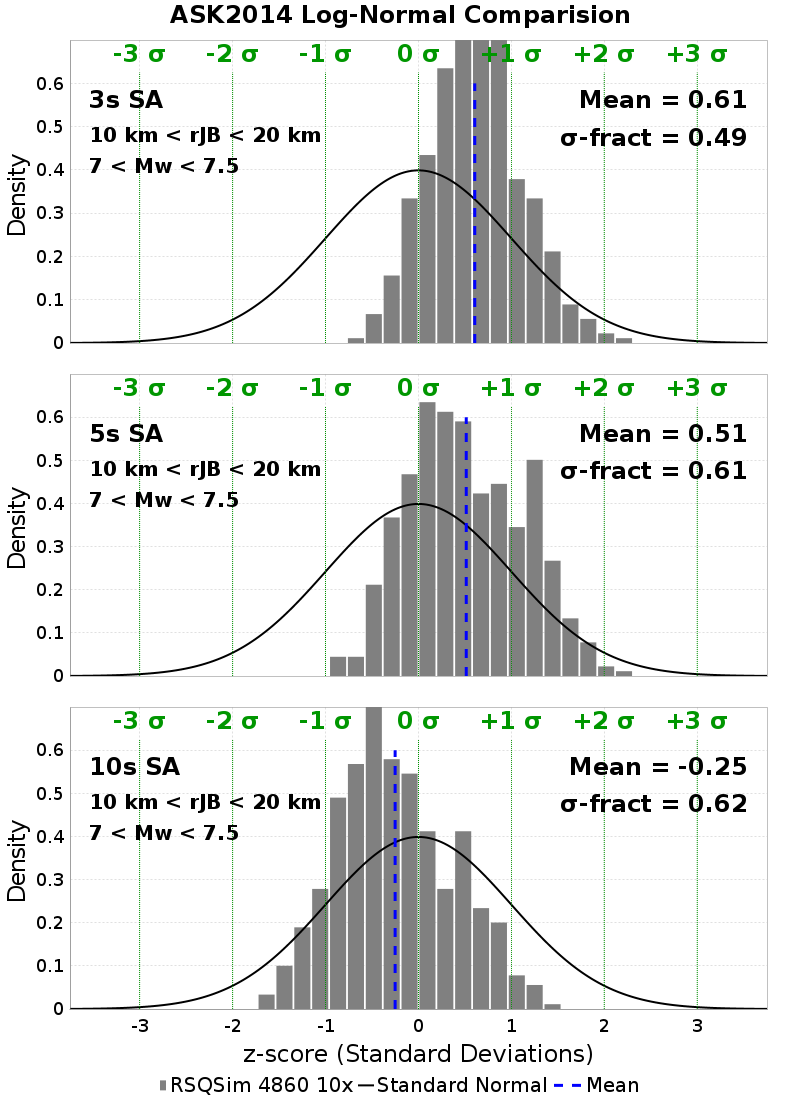 ASK2014 Log-Normal Comparision
-3 σ -2 σ -1 σ 0 σ +1 σ +2 σ +3 σ
3s SA
10 km < rJB < 20 km
7 < Mw < 7.5
Mean = 0.61
σ-fract = 0.49
0.6
0.5
0.4
0.3
0.2
0.1
0
Density
-3 σ -2 σ -1 σ 0 σ +1 σ +2 σ +3 σ
5s SA
10 km < rJB < 20 km
7 < Mw < 7.5
Mean = 0.51
σ-fract = 0.61
0.6
0.5
0.4
0.3
0.2
0.1
0
Density
-3 σ -2 σ -1 σ 0 σ +1 σ +2 σ +3 σ
10s SA
10 km < rJB < 20 km
7 < Mw < 7.5
Mean = -0.25
σ-fract = 0.62
0.6
0.5
0.4
0.3
0.2
0.1
0
Density
-3 -2 -1 0 1 2 3
z-score (Standard Deviations)
RSQSim 4860 10x Standard Normal Mean